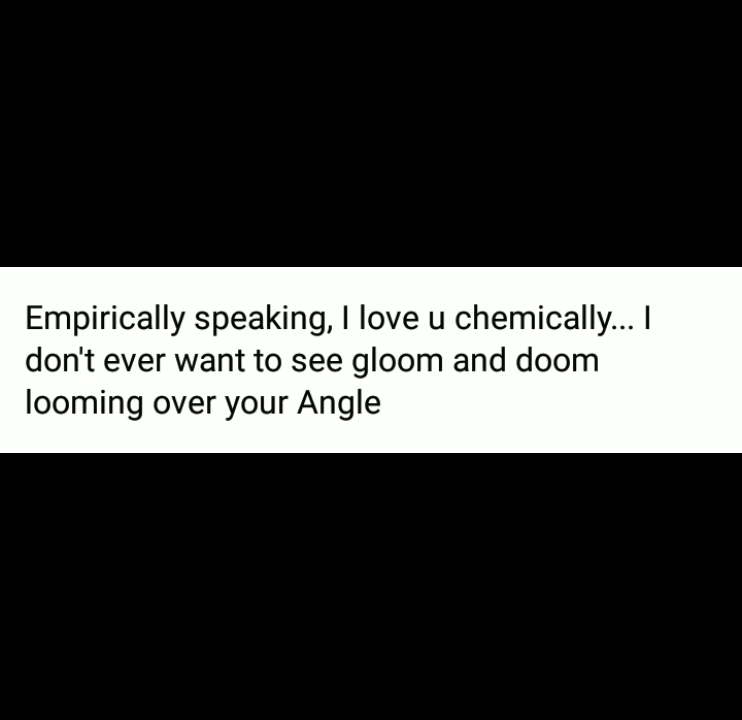 Empirically speaking, I love u chemically... I
don't ever want to see gloom and doom
looming over your Angle